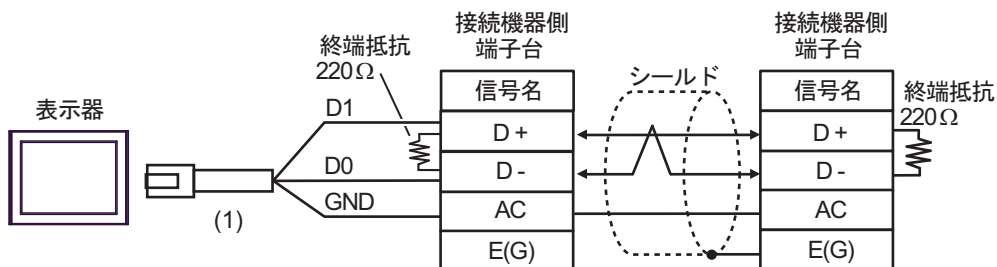 表示器
(1)
D1
D0
GND
終端抵抗
220Ω
接続機器側
端子台
信号名
D+
D-
AC
E(G)
シールド
接続機器側
端子台
信号名
D+
D-
AC
E(G)
終端抵抗
220Ω